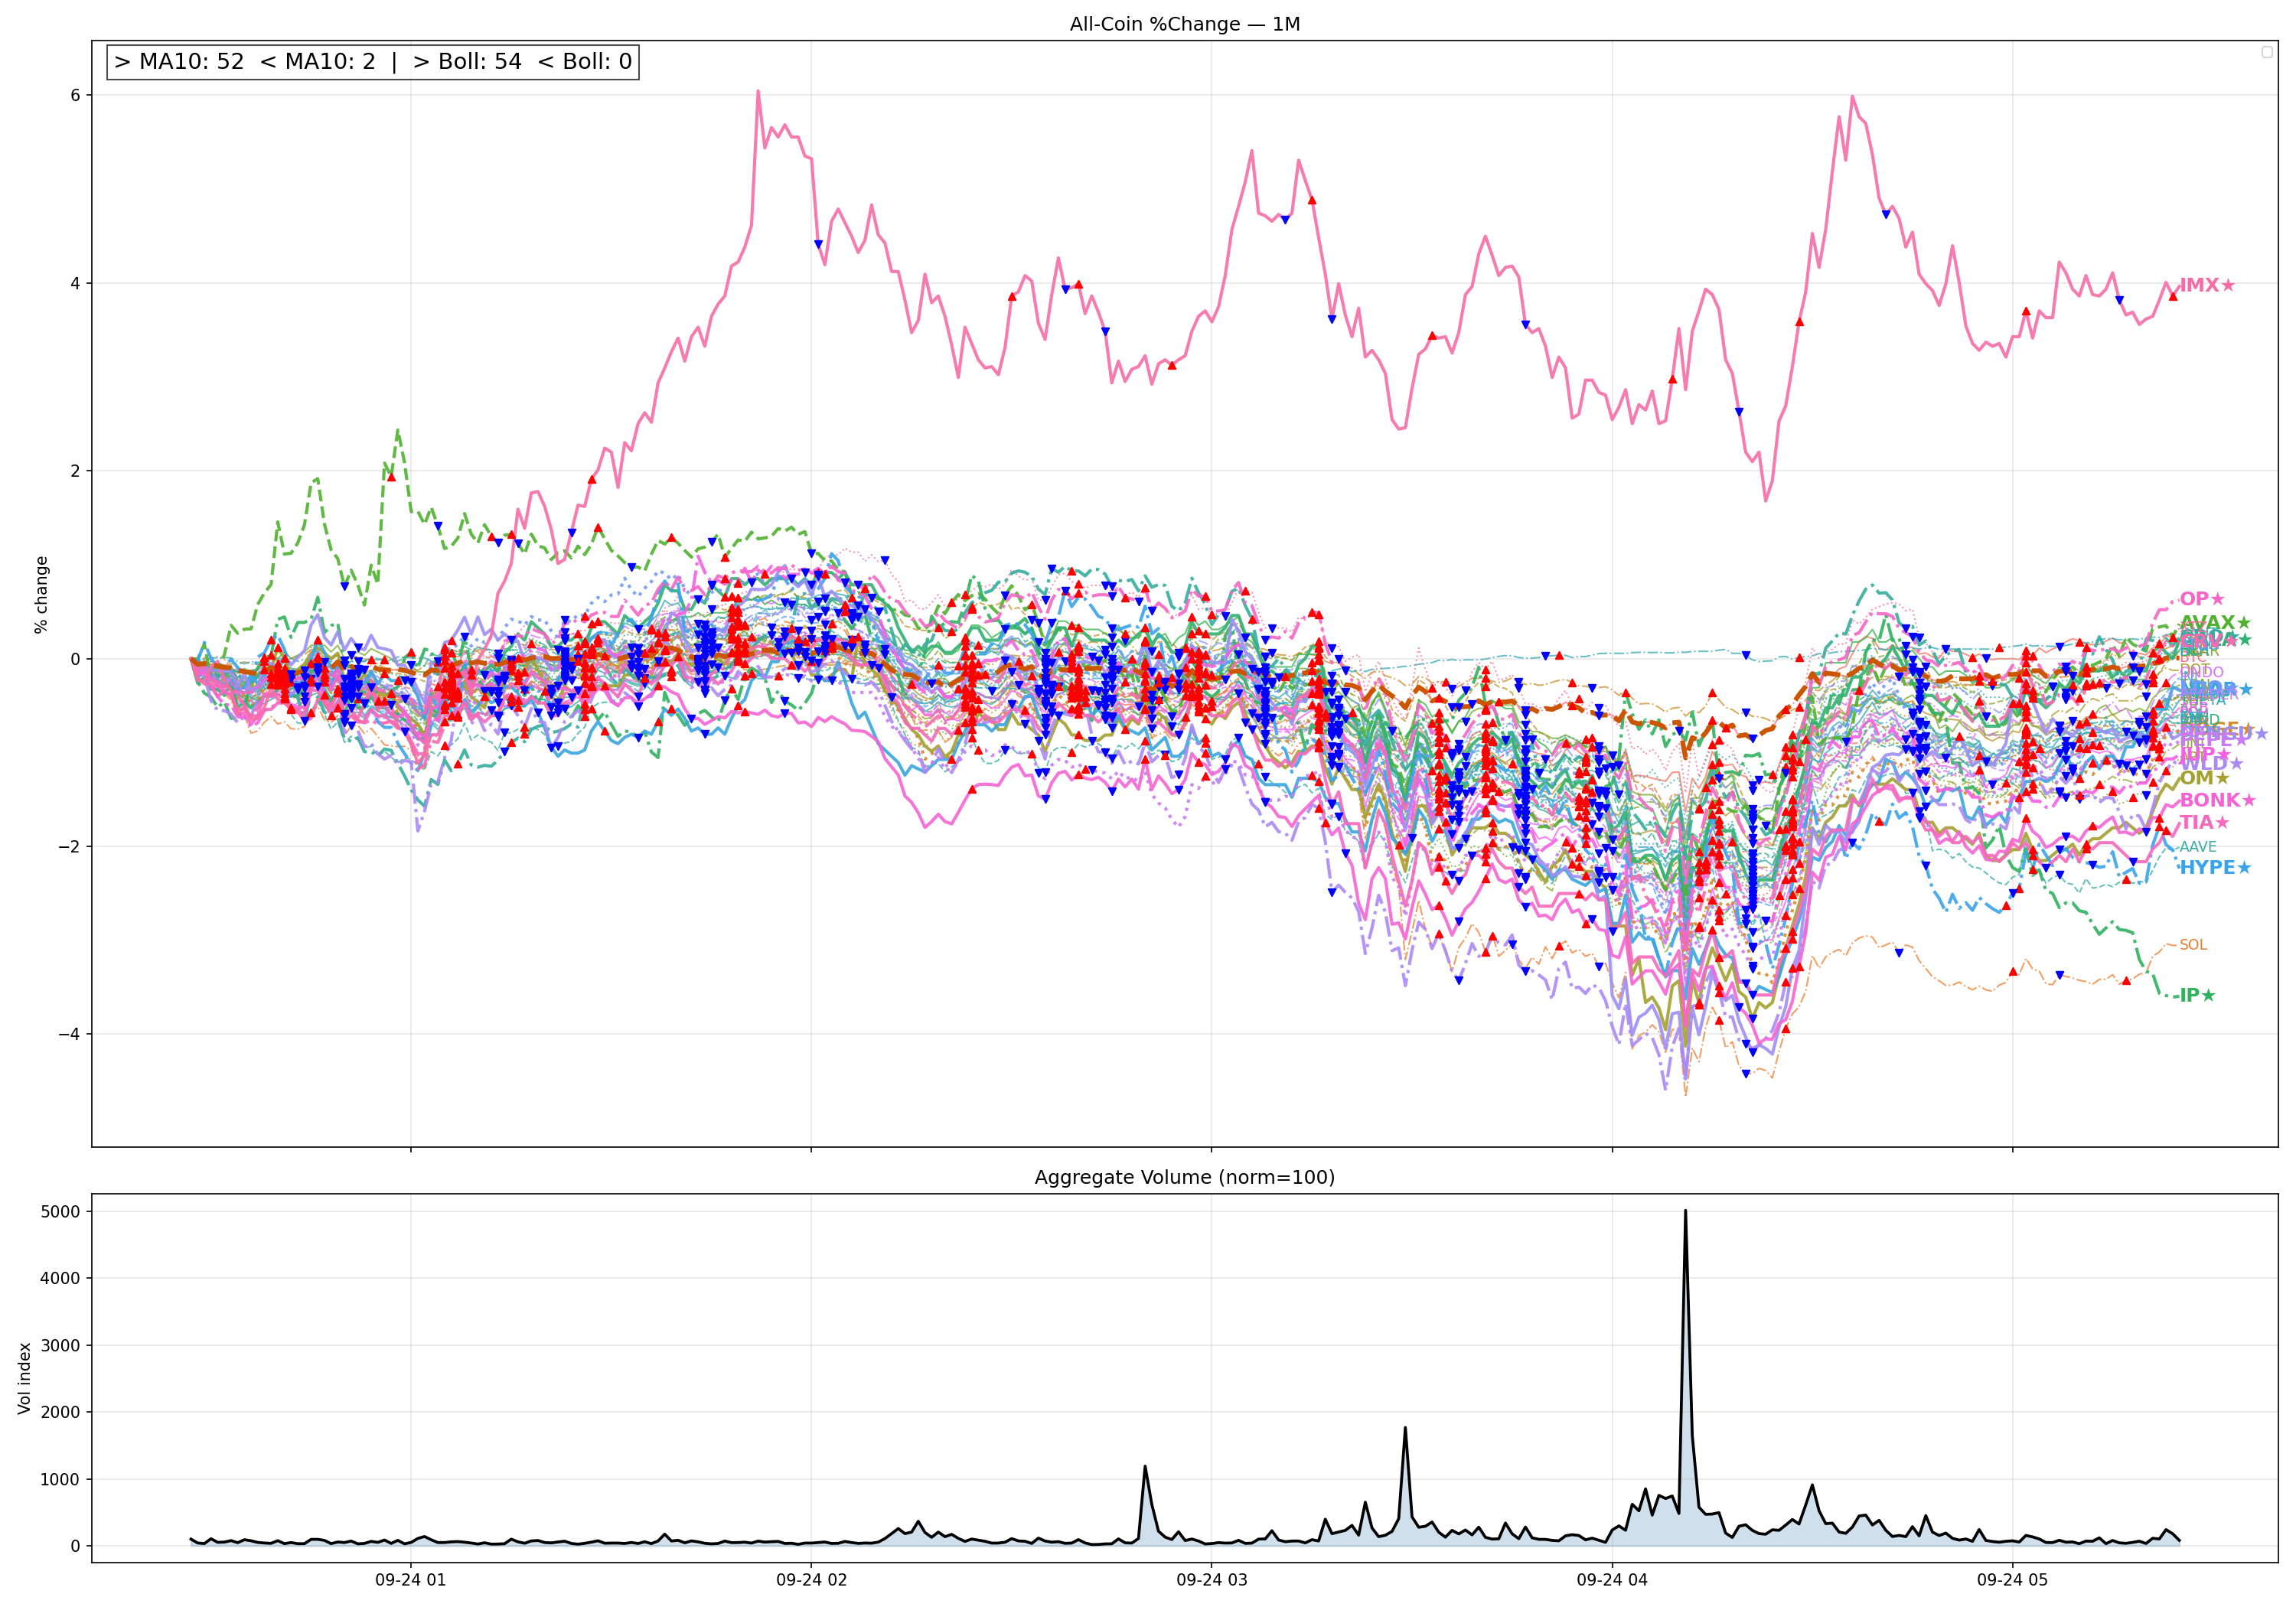 All-Coin %Change — 1M
> MA10: 52 < MA10: 2 | > Boll: 54 < Boll: 0
6
4
2
0
−2
−4
% change
IMX★
OP★
AVAX★
WLD★
OM★
BONK★
TIA★
AAVE
HYPE★
SOL
IP★
Aggregate Volume (norm=100)
5000
4000
3000
2000
1000
0
Vol index
09-24 01
09-24 02
09-24 03
09-24 04
09-24 05